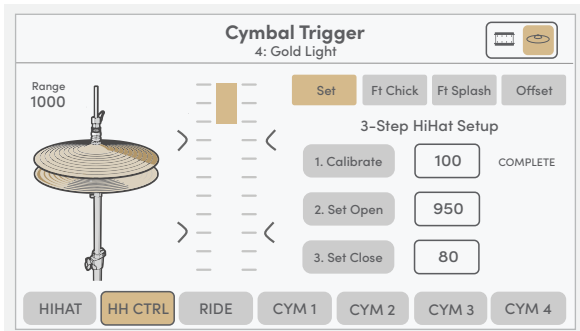 Cymbal Trigger
4: Gold Light
Range
1000
Set
Ft Chick
Ft Splash
Offset
3-Step HiHat Setup
1. Calibrate
100
COMPLETE
2. Set Open
950
3. Set Close
80
HIHAT
HH CTRL
RIDE
CYM 1
CYM 2
CYM 3
CYM 4